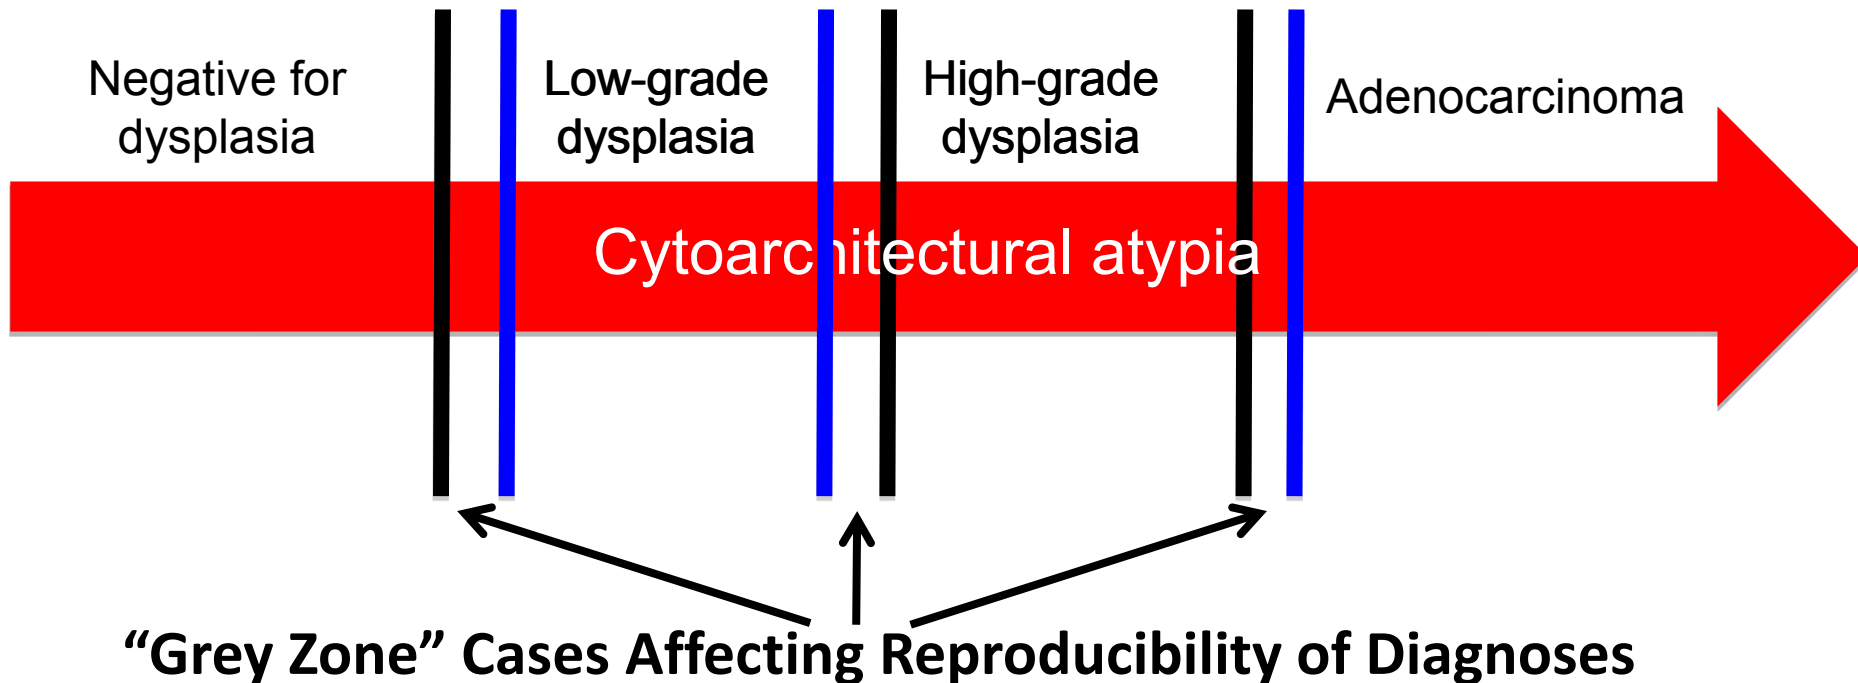 Negative for
dysplasia
Low-grade
dysplasia
High-grade
dysplasia
Adenocarcinoma
Cytoarchitectural atypia
“Grey Zone” Cases Affecting Reproducibility of Diagnoses